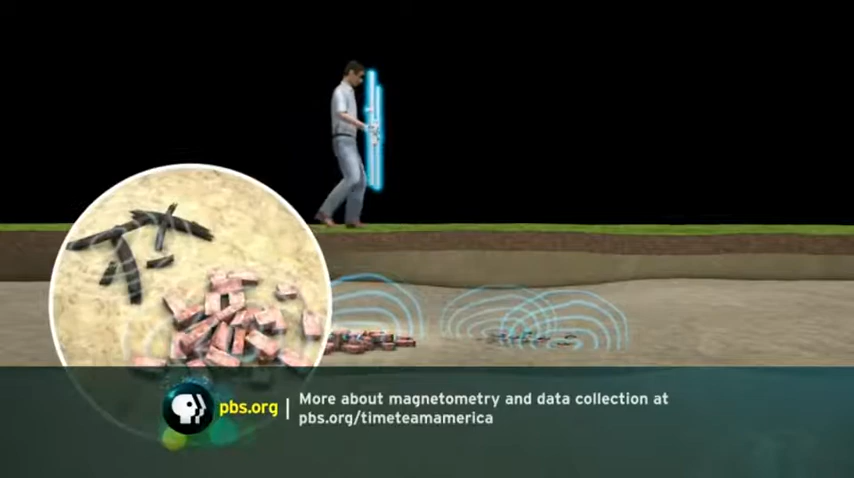 pbs.org
More about magnetometry and data collection at
pbs.org/timeteamamerica